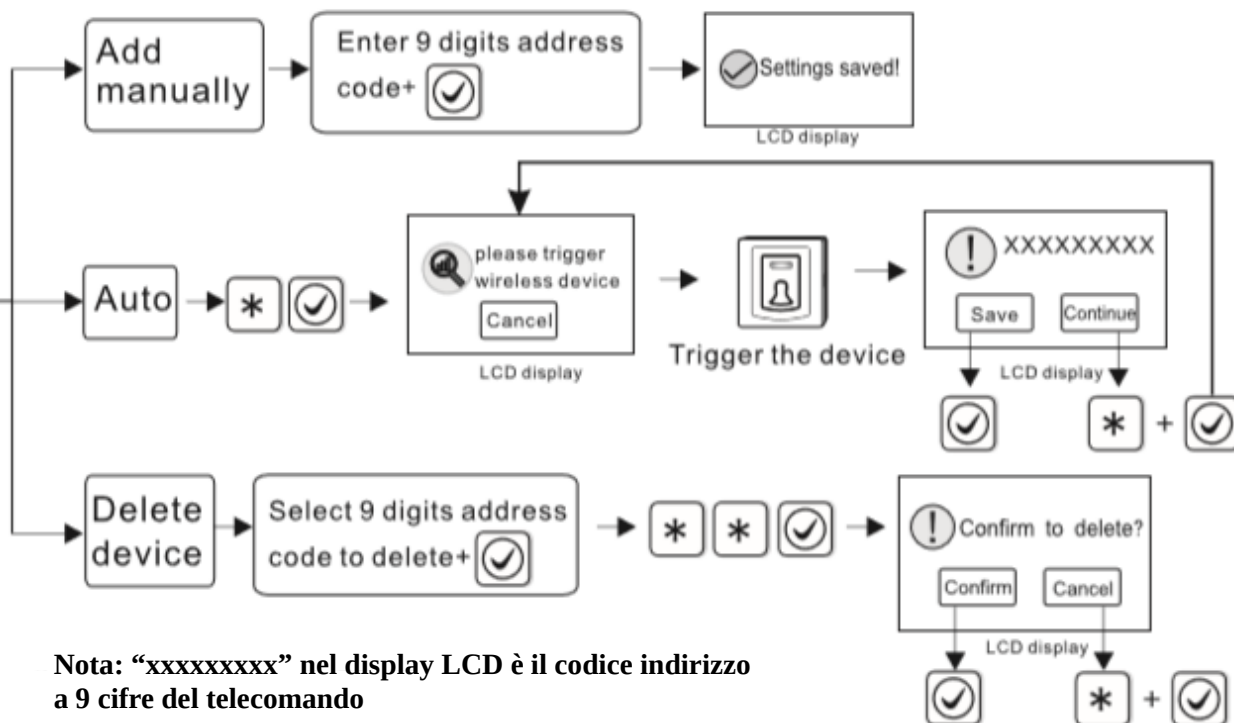 Add
manually
Enter 9 digits address
code+
Settings saved!
LCD display
Auto
*
please trigger
wireless device
Cancel
LCD display
Trigger the device
! XXXXXXXXX
Save Continue
LCD display
* +
Delete
device
Select 9 digits address
code to delete+
* *
! Confirm to delete?
Confirm Cancel
LCD display
* +
Nota: “xxxxxxxxx” nel display LCD è il codice indirizzo
a 9 cifre del telecomando